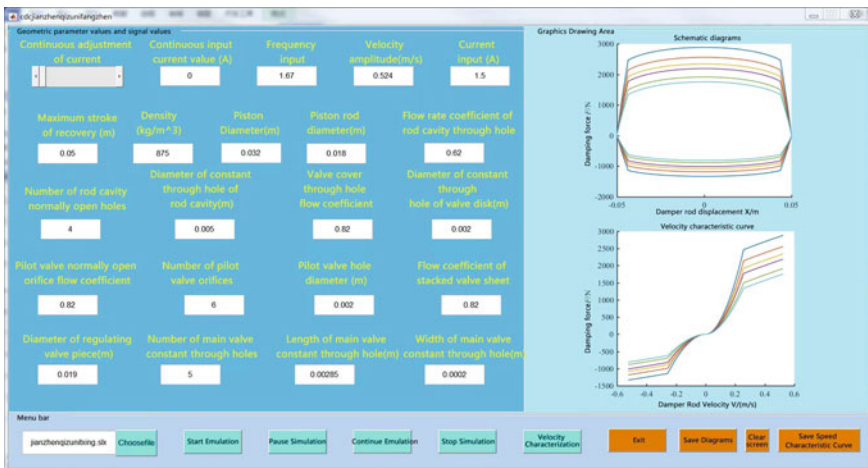 cdcjianzhenqizunifangzhen
Geometric parameter values and signal values
Continuous adjustment
of current
Continuous input
current value (A)
0
Frequency
input
1.67
Velocity
amplitude(m/s)
0.524
Current
input (A)
1.5
Maximum stroke
of recovery (m)
0.05
Density
(kg/m^3)
875
Piston
Diameter(m)
0.032
Piston rod
diameter(m)
0.018
Flow rate coefficient of
rod cavity through hole
0.62
Number of rod cavity
normally open holes
4
Diameter of constant
through hole of
rod cavity(m)
0.005
Valve cover
through hole
flow coefficient
0.82
Diameter of constant
through
hole of valve disk(m)
0.002
Pilot valve normally open
orifice flow coefficient
0.82
Number of pilot
valve orifices
6
Pilot valve hole
diameter (m)
0.002
Flow coefficient of
stacked valve sheet
0.82
Diameter of regulating
valve piece(m)
0.019
Number of main valve
constant through holes
5
Length of main valve
constant through hole(m)
0.00285
Width of main valve
constant through hole(m)
0.0002
Graphics Drawing Area
Schematic diagrams
3000
2000
1000
0
-1000
-2000
-0.05
0
0.05
Damping force
Damper rod displacement X/m
Velocity characteristic curve
3000
2500
2000
1500
1000
500
0
-500
-1000
-1500
-0.6
-0.4
-0.2
0
0.2
0.4
0.6
Damping force
Damper Rod Velocity V/(m/s)
Menu bar
jianzhenqizunibing.slx
Choosefile
Start Emulation
Pause Simulation
Continue Emulation
Stop Simulation
Velocity
Characterization
Exit
Save Diagrams
Clear
screen
Save Speed
Characteristic Curve